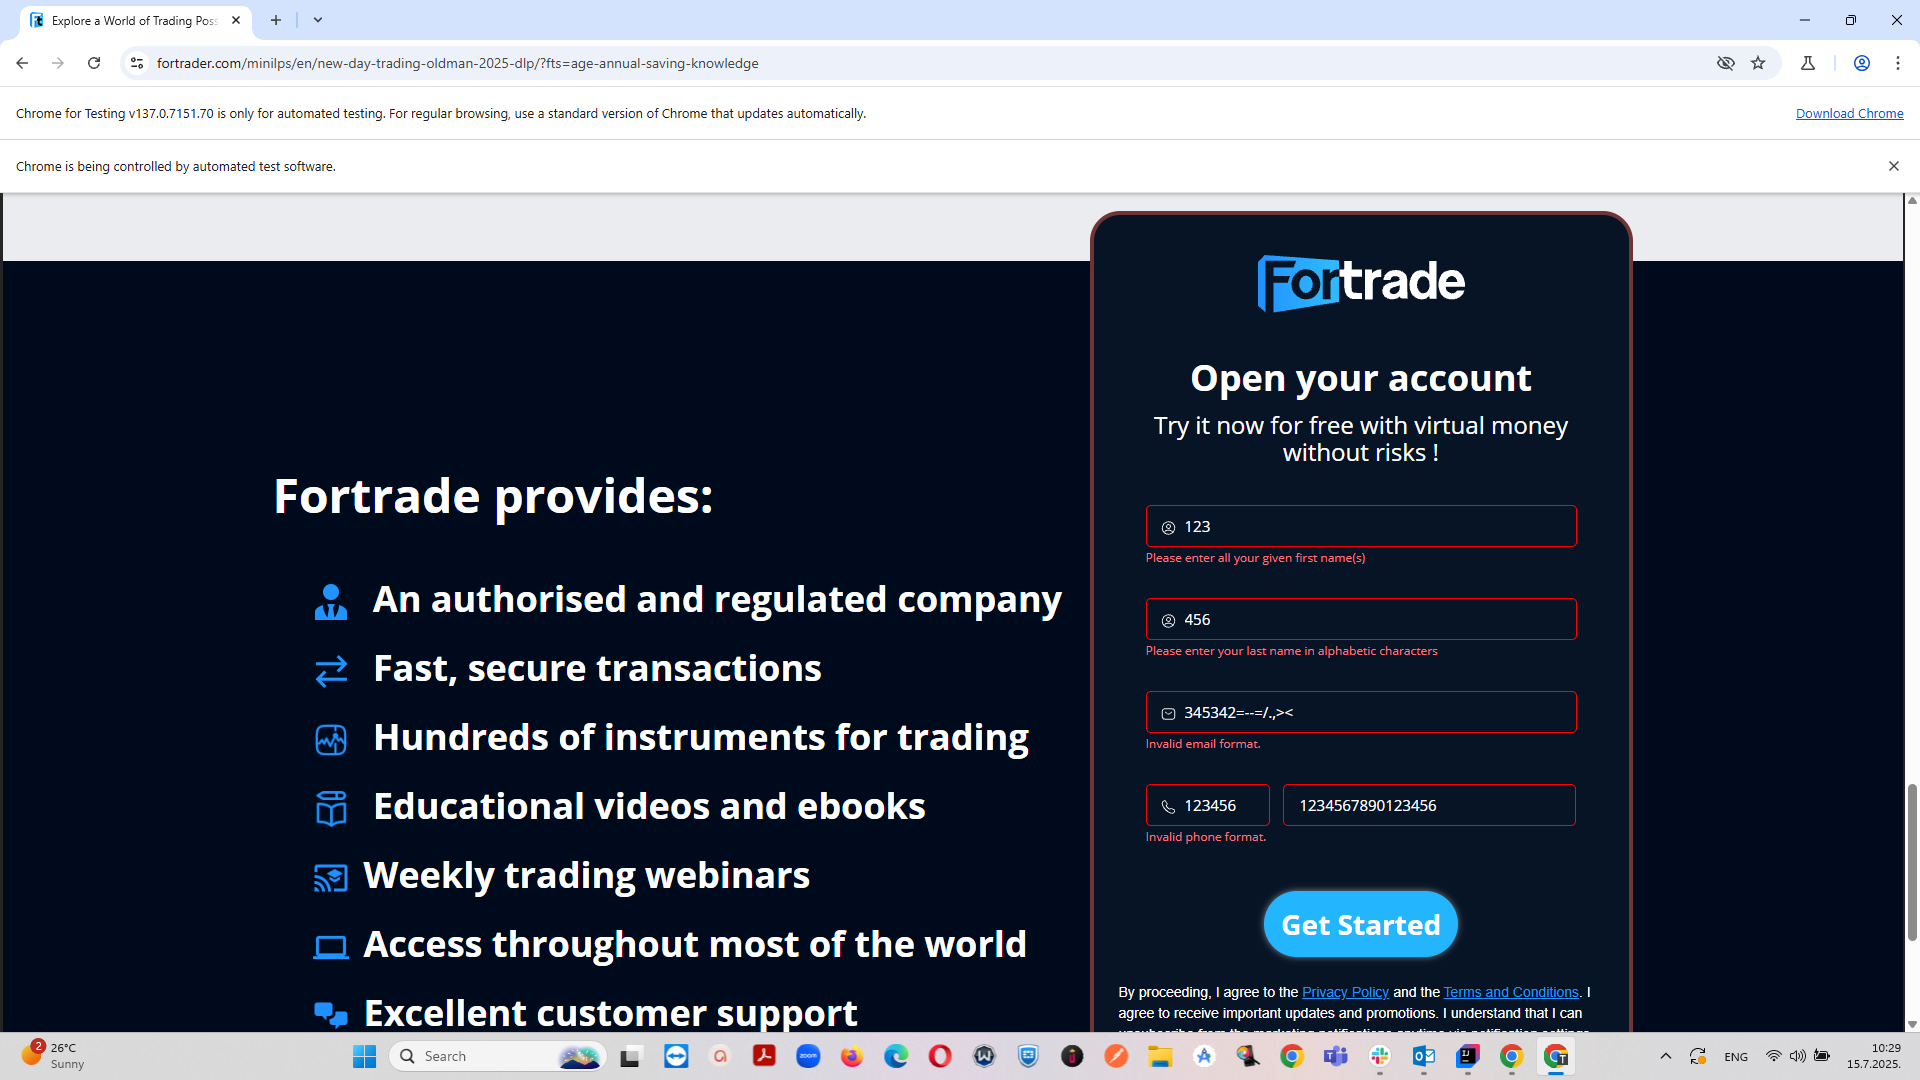 Explore a World of Trading Poss
fortrader.com/minilps/en/new-day-trading-oldman-2025-dlp/?fts=age-annual-saving-knowledge
Chrome for Testing v137.0.7151.70 is only for automated testing. For regular browsing, use a standard version of Chrome that updates automatically.
Download Chrome
Chrome is being controlled by automated test software.
Fortrade provides:
An authorised and regulated company
Fast, secure transactions
Hundreds of instruments for trading
Educational videos and ebooks
Weekly trading webinars
Access throughout most of the world
Excellent customer support
Fortrade
Open your account
Try it now for free with virtual money
without risks !
123
Please enter all your given first name(s)
456
Please enter your last name in alphabetic characters
345342=--=/.,><
Invalid email format.
123456
1234567890123456
Invalid phone format.
Get Started
By proceeding, I agree to the Privacy Policy and the Terms and Conditions. I
agree to receive important updates and promotions. I understand that I can
2
26°C
Sunny
Search
zoom
ENG
10:29
15.7.2025.